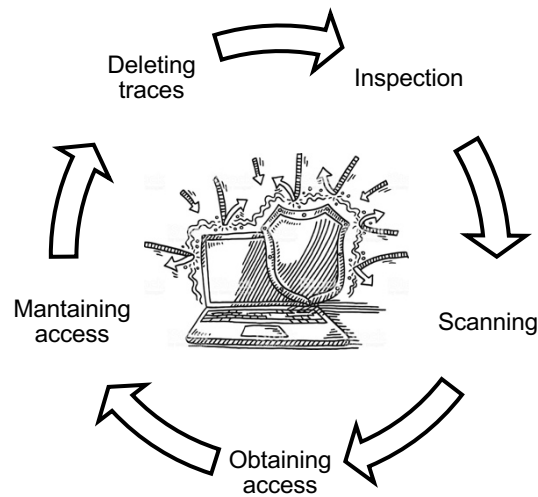 Deleting
traces
Inspection
Scanning
Obtaining
access
Mantaining
access